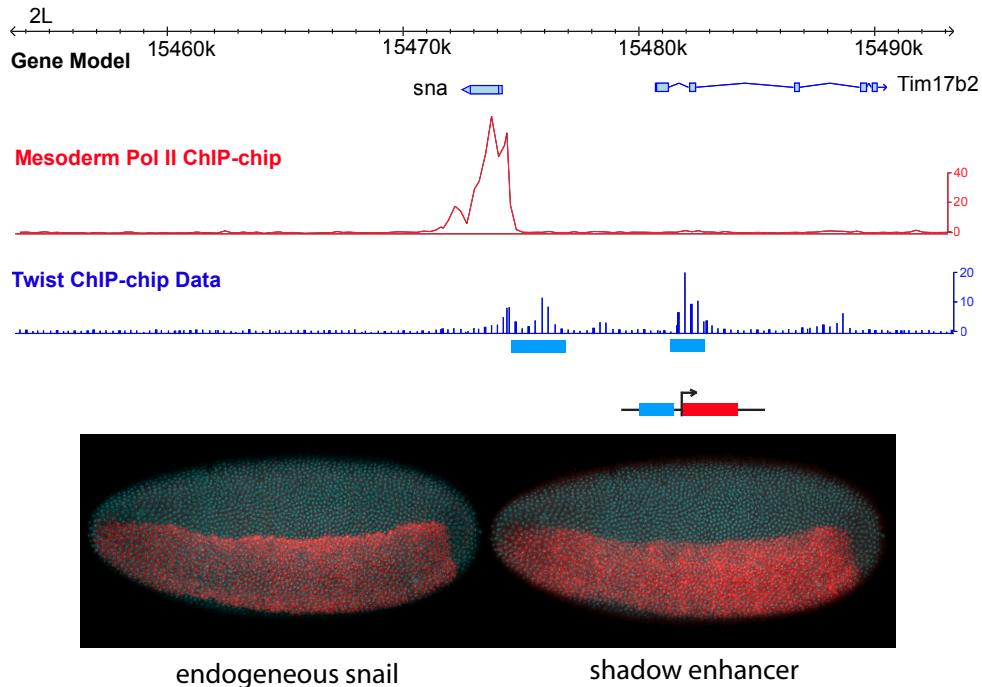 2L
15460k 15470k 15480k 15490k
Gene Model
sna Tim17b2
Mesoderm Pol II ChIP-chip
40
20
0
Twist ChIP-chip Data
20
10
0
endogeneous snail shadow enhancer